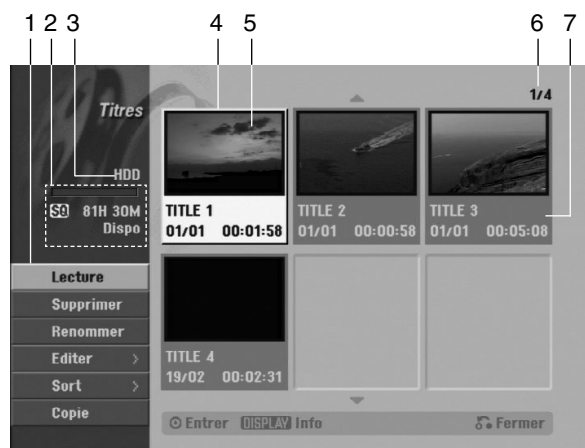 1 2 3 4 5 6 7
1/4
Titres
HDD
SQ 81H 30M
Dispo
TITLE 1
01/01 00:01:58
TITLE 2
01/01 00:00:58
TITLE 3
01/01 00:05:08
TITLE 4
19/02 00:02:31
Lecture
Supprimer
Renommer
Editer >
Sort >
Copie
Entrer DISPLAY Info Fermer